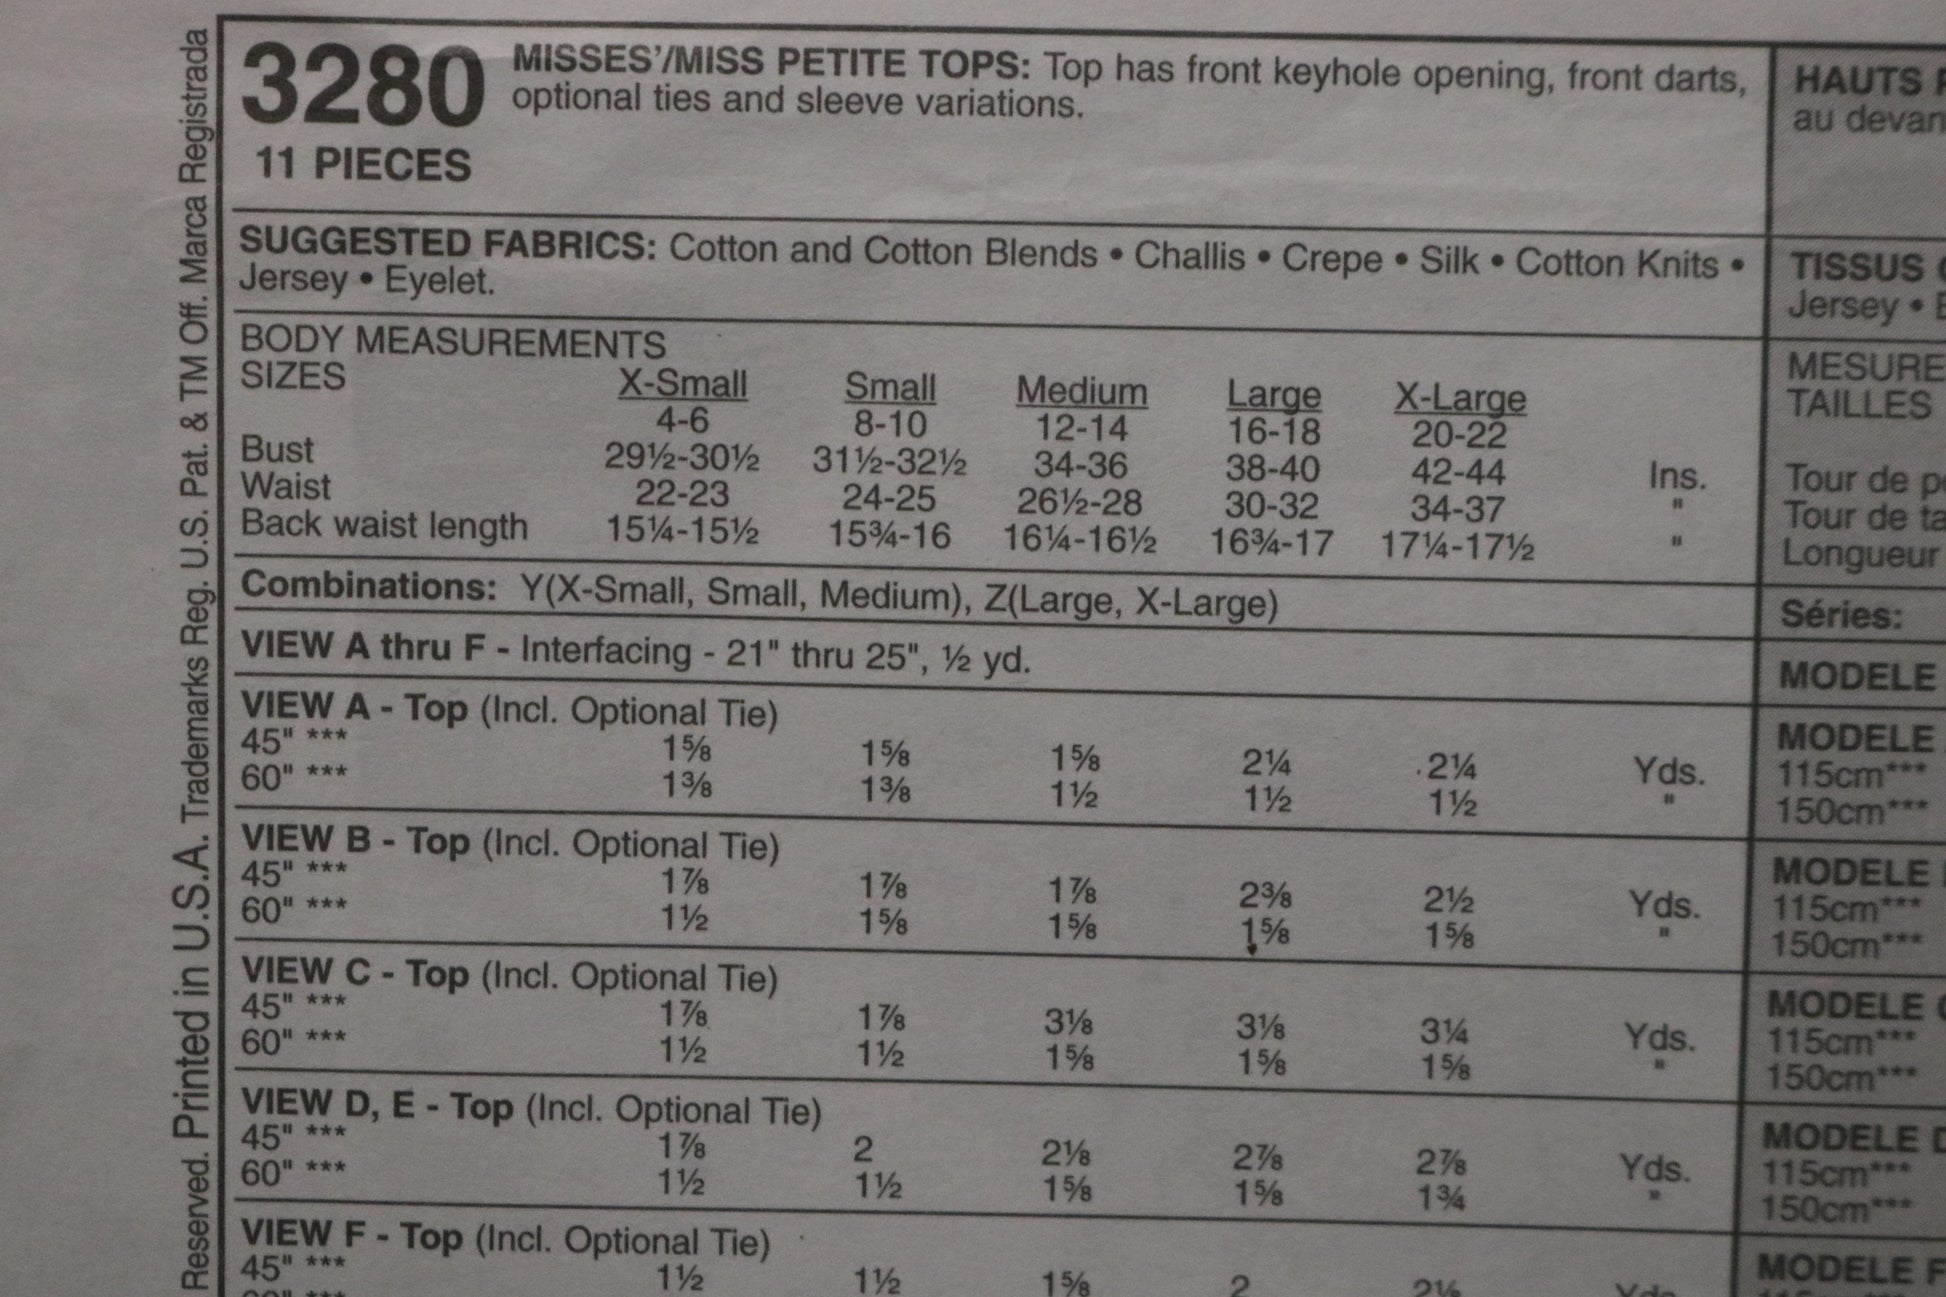 3280
11 PIECES
MISSES'/MISS PETITE TOPS: Top has front keyhole opening, front darts,
optional ties and sleeve variations.
SUGGESTED FABRICS: Cotton and Cotton Blends • Challis • Crepe • Silk • Cotton Knits •
Jersey • Eyelet.
BODY MEASUREMENTS
SIZES X-Small Small Medium Large X-Large
4-6 8-10 12-14 16-18 20-22
Bust 29½-30½ 31½-32½ 34-36 38-40 42-44 Ins.
Waist 22-23 24-25 26½-28 30-32 34-37 "
Back waist length 15¼-15½ 15¾-16 16¼-16½ 16¾-17 17¼-17½ "
Combinations: Y(X-Small, Small, Medium), Z(Large, X-Large)
VIEW A thru F - Interfacing - 21" thru 25", ½ yd.
VIEW A - Top (Incl. Optional Tie)
45" *** 1⅝ 1⅝ 1⅝ 2¼ 2¼ Yds.
60" *** 1⅜ 1⅜ 1½ 1½ 1½ "
VIEW B - Top (Incl. Optional Tie)
45" *** 1⅞ 1⅞ 1⅞ 2⅜ 2½ Yds.
60" *** 1½ 1⅝ 1⅝ 1⅝ 1⅝ "
VIEW C - Top (Incl. Optional Tie)
45" *** 1⅞ 1⅞ 3⅛ 3⅛ 3¼ Yds.
60" *** 1½ 1½ 1⅝ 1⅝ 1⅝ "
VIEW D, E - Top (Incl. Optional Tie)
45" *** 1⅞ 2 2⅛ 2⅞ 2⅞ Yds.
60" *** 1½ 1½ 1⅝ 1⅝ 1¾ "
VIEW F - Top (Incl. Optional Tie)
45" *** 1½ 1½ 1⅝ 2 2⅛ Yds.
HAUTS
au devan
TISSUS
Jersey •
MESURE
TAILLES
Tour de
Tour de ta
Longueur
Séries:
MODELE
MODELE
115cm***
150cm***
MODELE
115cm***
150cm***
MODELE
115cm***
150cm***
MODELE
115cm***
150cm***
MODELE F
Reserved. Printed in U.S.A. Trademarks Reg. U.S. Pat. & TM Off. Marca Registrada